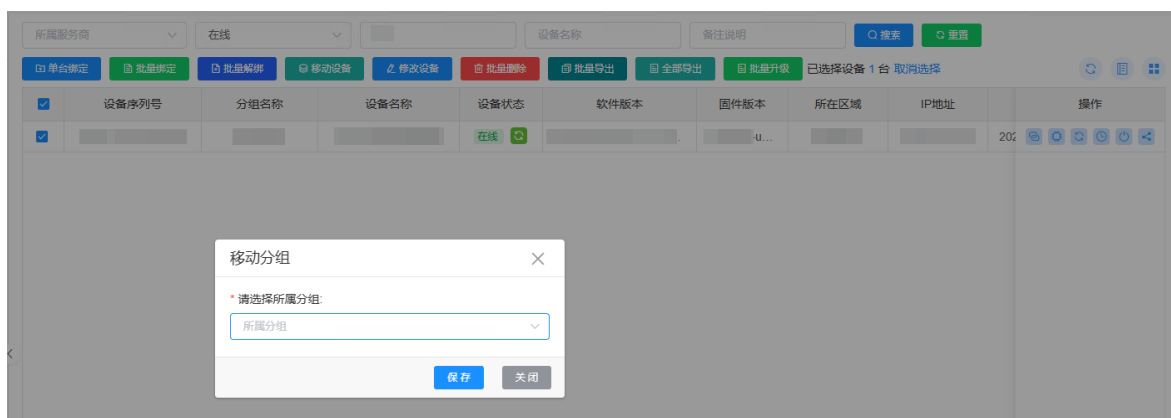 所属服务商 在线 设备名称 备注说明 搜索 重置
单台绑定 批量绑定 批量解绑 移动设备 修改设备 批量删除 批量导出 全部导出 批量升级 已选择设备 1 台 取消选择
设备序列号 分组名称 设备名称 设备状态 软件版本 固件版本 所在区域 IP地址 操作
在线 ... -u... 202
移动分组
* 请选择所属分组:
所属分组
保存 关闭